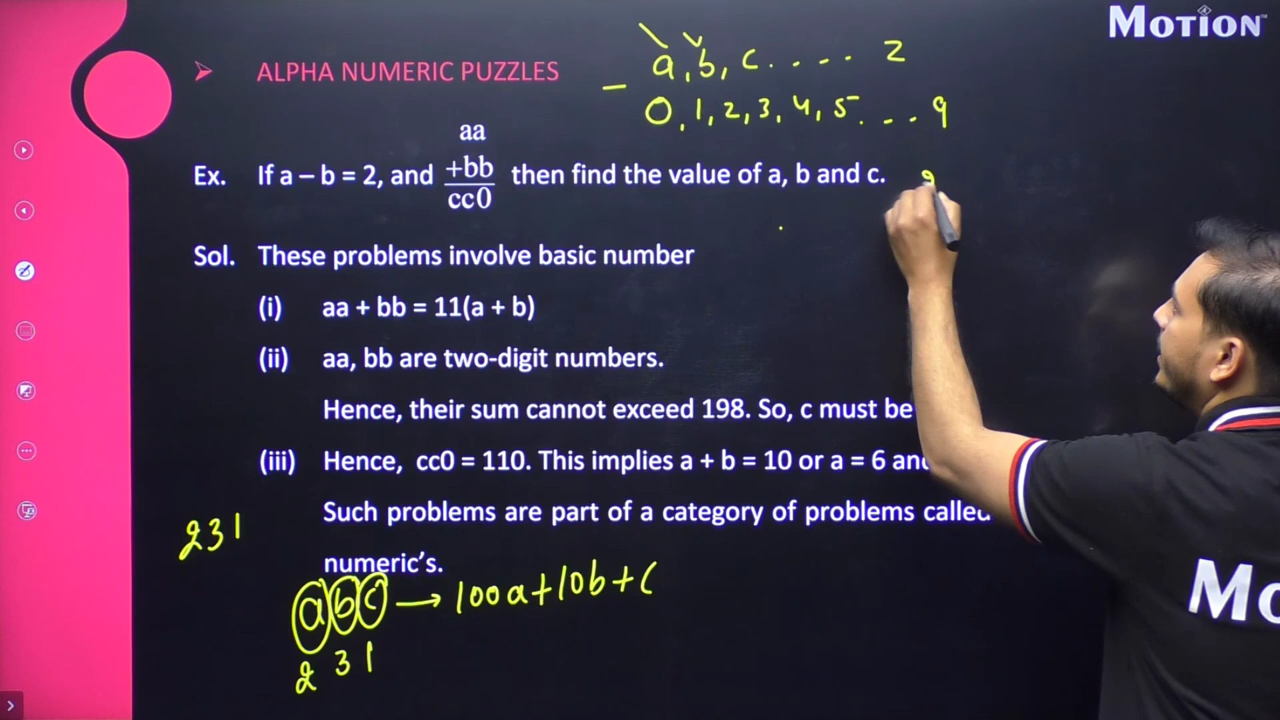 MOTION™
➤ ALPHA NUMERIC PUZZLES
a, b, c . . . . z
0, 1, 2, 3, 4, 5 . . . 9
aa
Ex. If a – b = 2, and +bb then find the value of a, b and c.
cc0
Sol. These problems involve basic number
(i) aa + bb = 11(a + b)
(ii) aa, bb are two-digit numbers.
Hence, their sum cannot exceed 198. So, c must be
(iii) Hence, cc0 = 110. This implies a + b = 10 or a = 6 and
Such problems are part of a category of problems called
numeric's.
231
abc → 100a+10b+c
2 3 1
Mo